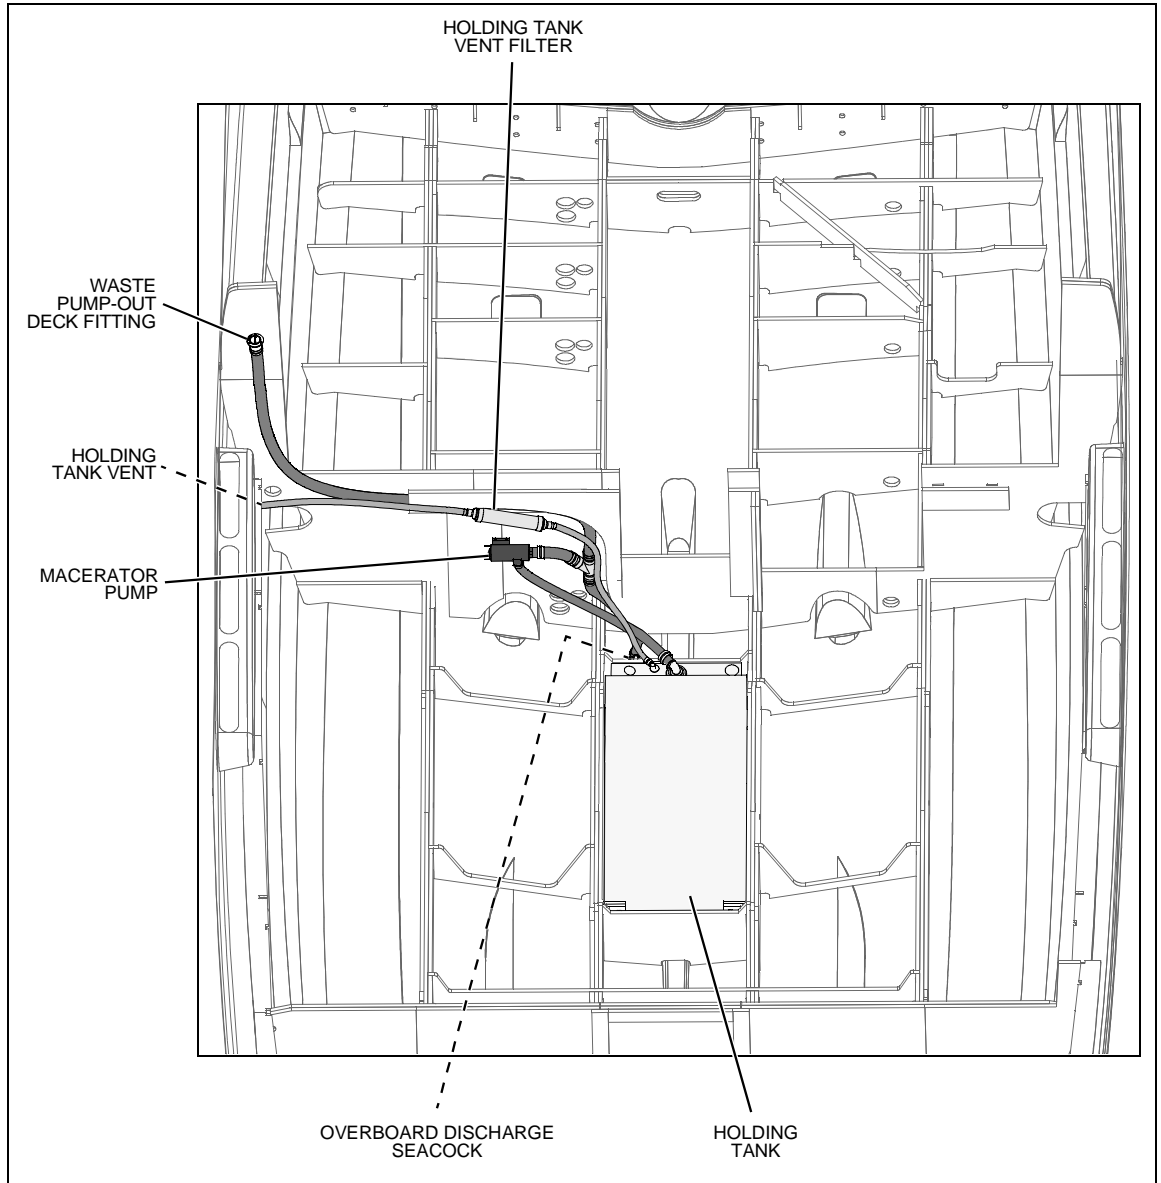 HOLDING TANK
VENT FILTER
WASTE
PUMP-OUT
DECK FITTING
HOLDING
TANK VENT
MACERATOR
PUMP
OVERBOARD DISCHARGE
SEACOCK
HOLDING
TANK